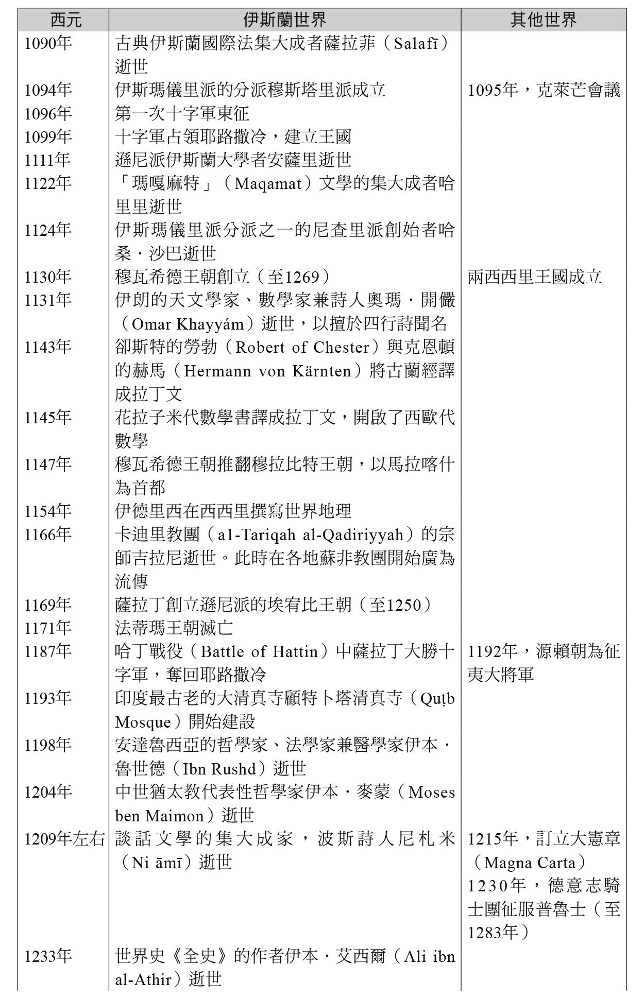 西元 伊斯蘭世界 其他世界
1090年 古典伊斯蘭國際法集大成者薩拉菲（Salafī）
逝世
1094年 伊斯瑪儀里派的分派穆斯塔里派成立 1095年，克萊芒會議
1096年 第一次十字軍東征
1099年 十字軍占領耶路撒冷，建立王國
1111年 遜尼派伊斯蘭大學者安薩里逝世
1122年 「瑪嘎麻特」（Maqamat）文學的集大成者哈
里里逝世
1124年 伊斯瑪儀里派分派之一的尼查里派創始者哈
桑．沙巴逝世
1130年 穆瓦希德王朝創立（至1269） 兩西西里王國成立
1131年 伊朗的天文學家、數學家兼詩人奧瑪．開儼
（Omar Khayyám）逝世，以擅於四行詩聞名
1143年 卻斯特的勞勃（Robert of Chester）與克恩頓
的赫馬（Hermann von Kärnten）將古蘭經譯
成拉丁文
1145年 花拉子米代數學書譯成拉丁文，開啟了西歐代
數學
1147年 穆瓦希德王朝推翻穆拉比特王朝，以馬拉喀什
為首都
1154年 伊德里西在西西里撰寫世界地理
1166年 卡迪里教團（a1-Tariqah al-Qadiriyyah）的宗
師吉拉尼逝世。此時在各地蘇非教團開始廣為
流傳
1169年 薩拉丁創立遜尼派的埃宥比王朝（至1250）
1171年 法蒂瑪王朝滅亡
1187年 哈丁戰役（Battle of Hattin）中薩拉丁大勝十 1192年，源賴朝為征
字軍，奪回耶路撒冷 夷大將軍
1193年 印度最古老的大清真寺顧特卜塔清真寺（Quṭb
Mosque）開始建設
1198年 安達魯西亞的哲學家、法學家兼醫學家伊本．
魯世德（Ibn Rushd）逝世
1204年 中世猶太教代表性哲學家伊本．麥蒙（Moses
ben Maimon）逝世
1209年左右 談話文學的集大成家，波斯詩人尼札米 1215年，訂立大憲章
（Ni āmī）逝世 （Magna Carta）
1230年，德意志騎
士團征服普魯士（至
1283年）
1233年 世界史《全史》的作者伊本．艾西爾（Ali ibn
al-Athir）逝世